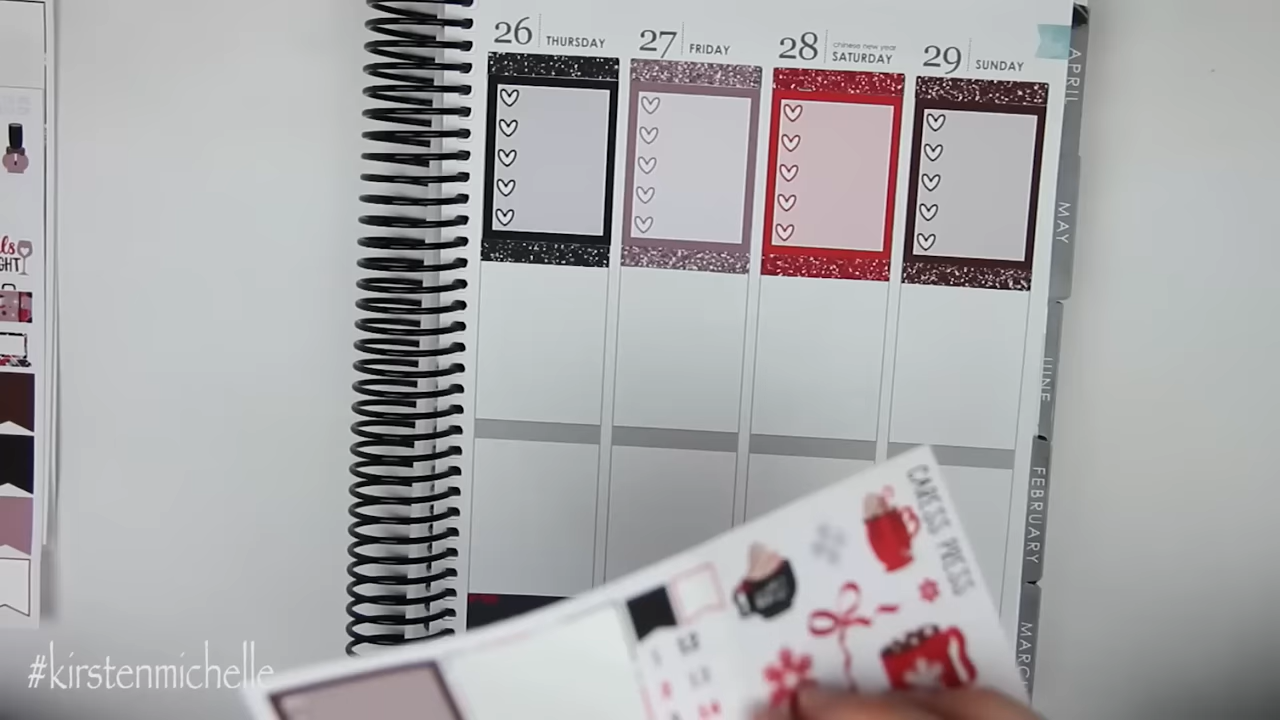 26 THURSDAY
27 FRIDAY
28 chinese new year SATURDAY
29 SUNDAY
APRIL
MAY
JUNE
FEBRUARY
MARCH
CARESS PRESS
#kirstenmichelle